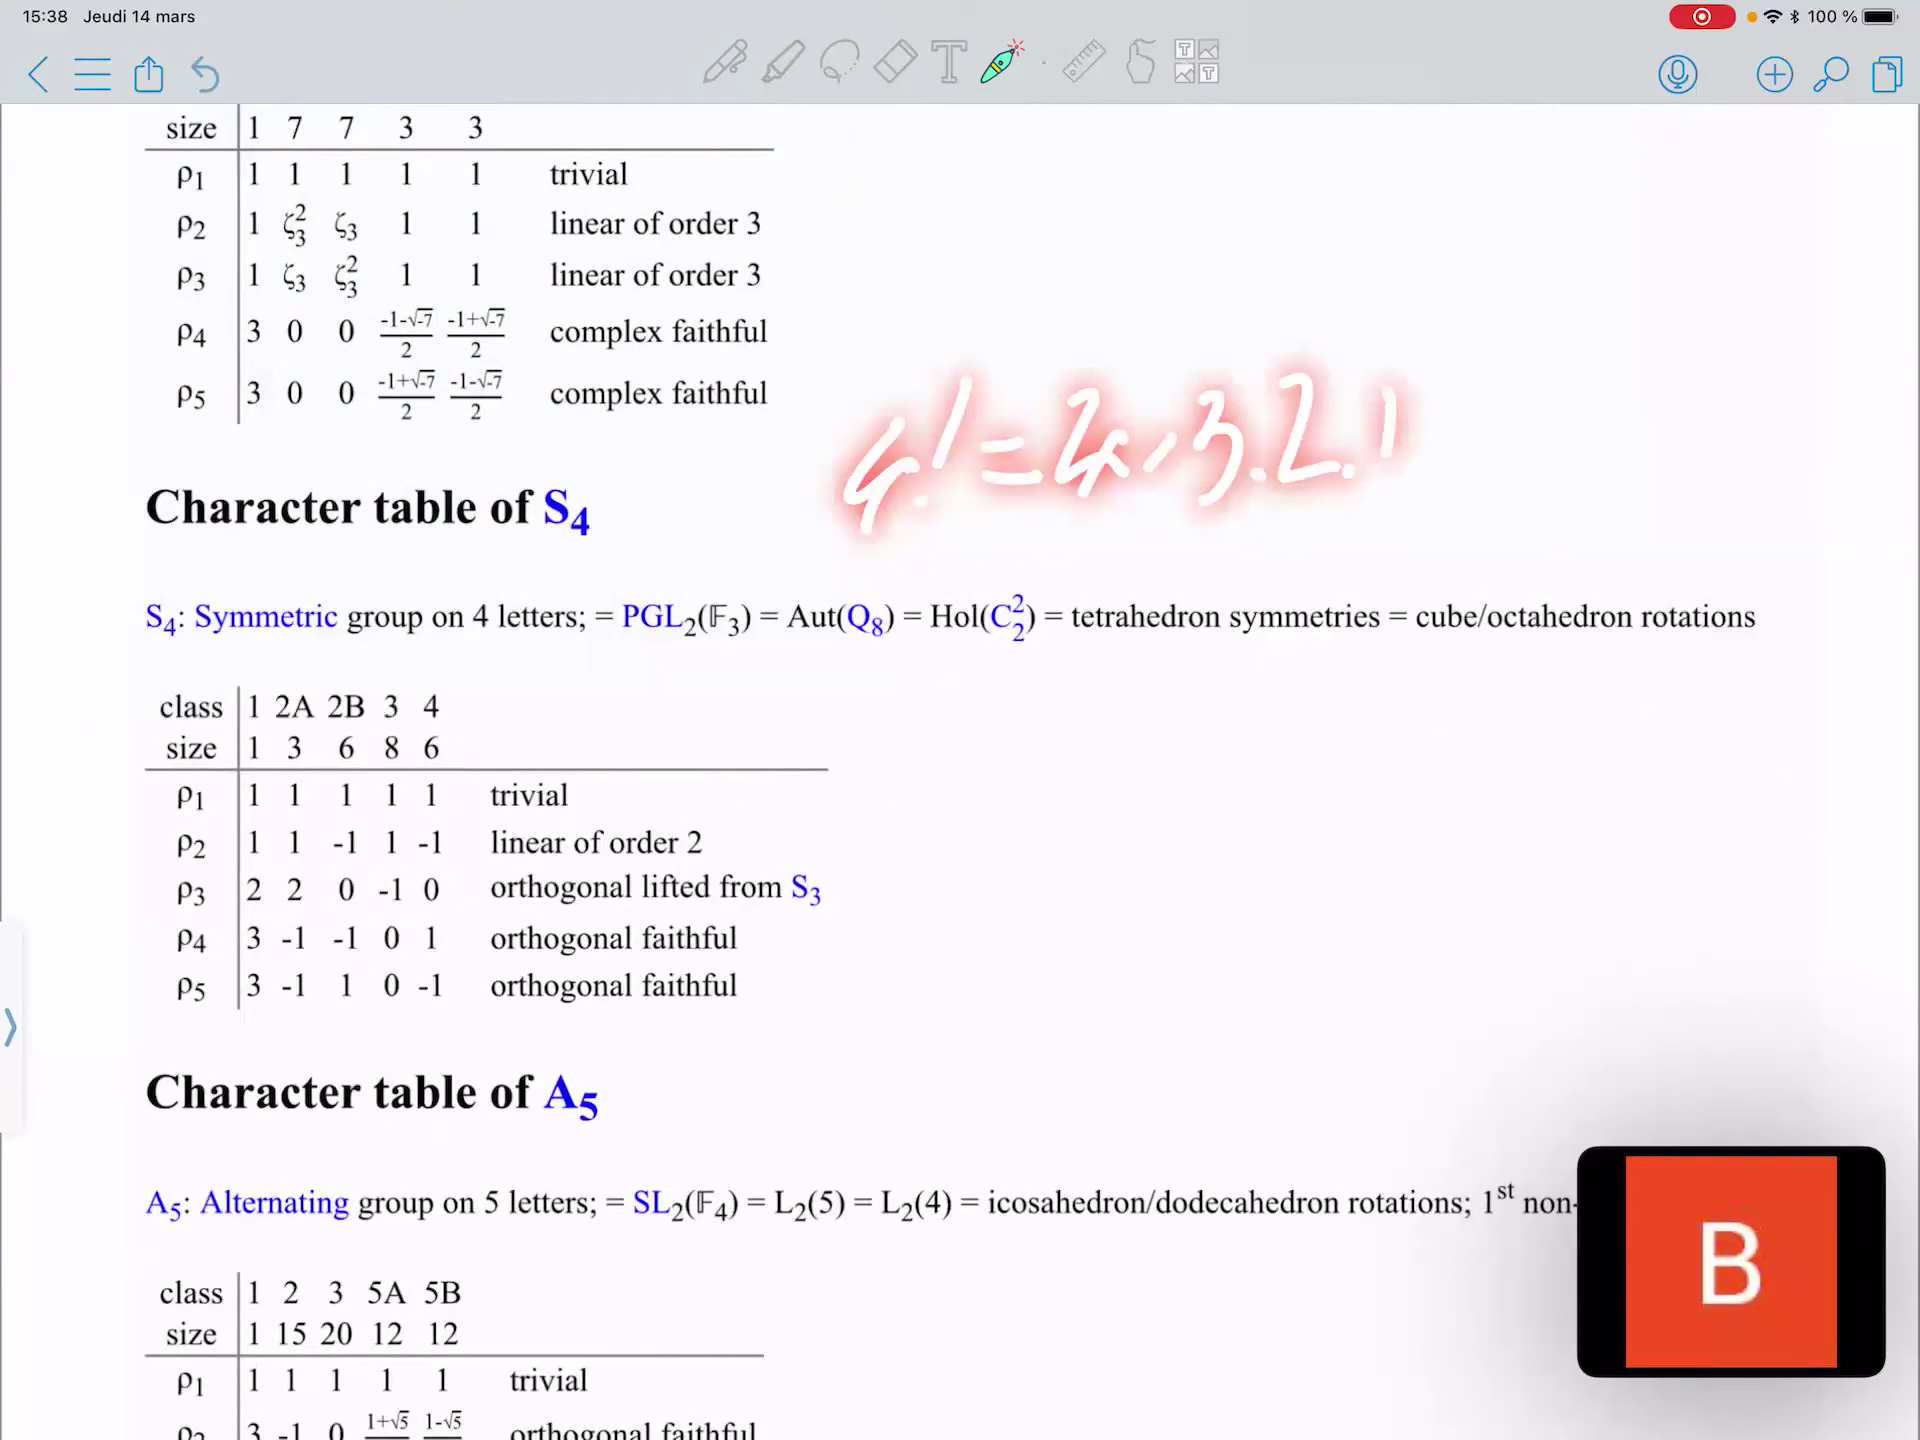 15:38 Jeudi 14 mars 100 %
size 1 7 7 3 3
ρ1 1 1 1 1 1 trivial
ρ2 1 ζ₃² ζ₃ 1 1 linear of order 3
ρ3 1 ζ₃ ζ₃² 1 1 linear of order 3
ρ4 3 0 0 -1-√-7/2 -1+√-7/2 complex faithful
ρ5 3 0 0 -1+√-7/2 -1-√-7/2 complex faithful
4! = 4.3.2.1
Character table of S4
S4: Symmetric group on 4 letters; = PGL2(𝔽3) = Aut(Q8) = Hol(C₂²) = tetrahedron symmetries = cube/octahedron rotations
class 1 2A 2B 3 4
size 1 3 6 8 6
ρ1 1 1 1 1 1 trivial
ρ2 1 1 -1 1 -1 linear of order 2
ρ3 2 2 0 -1 0 orthogonal lifted from S3
ρ4 3 -1 -1 0 1 orthogonal faithful
ρ5 3 -1 1 0 -1 orthogonal faithful
Character table of A5
A5: Alternating group on 5 letters; = SL2(𝔽4) = L2(5) = L2(4) = icosahedron/dodecahedron rotations; 1st non-
B
class 1 2 3 5A 5B
size 1 15 20 12 12
ρ1 1 1 1 1 1 trivial
3 -1 0 1+√5 1-√5 orthogonal faithful